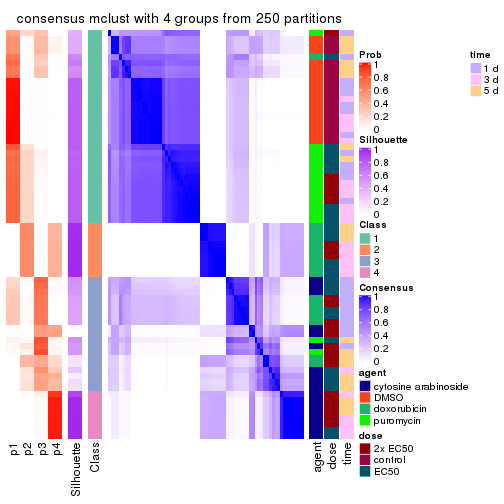 consensus mclust with 4 groups from 250 partitions
Prob
1
0.8
0.6
0.4
0.2
0
Silhouette
1
0.8
0.6
0.4
0.2
0
Class
1
2
3
4
Consensus
1
0.8
0.6
0.4
0.2
0
agent
cytosine arabinoside
DMSO
doxorubicin
puromycin
dose
2x EC50
control
EC50
time
1 d
3 d
5 d
p1
p2
p3
p4
Silhouette
Class
agent
dose
time